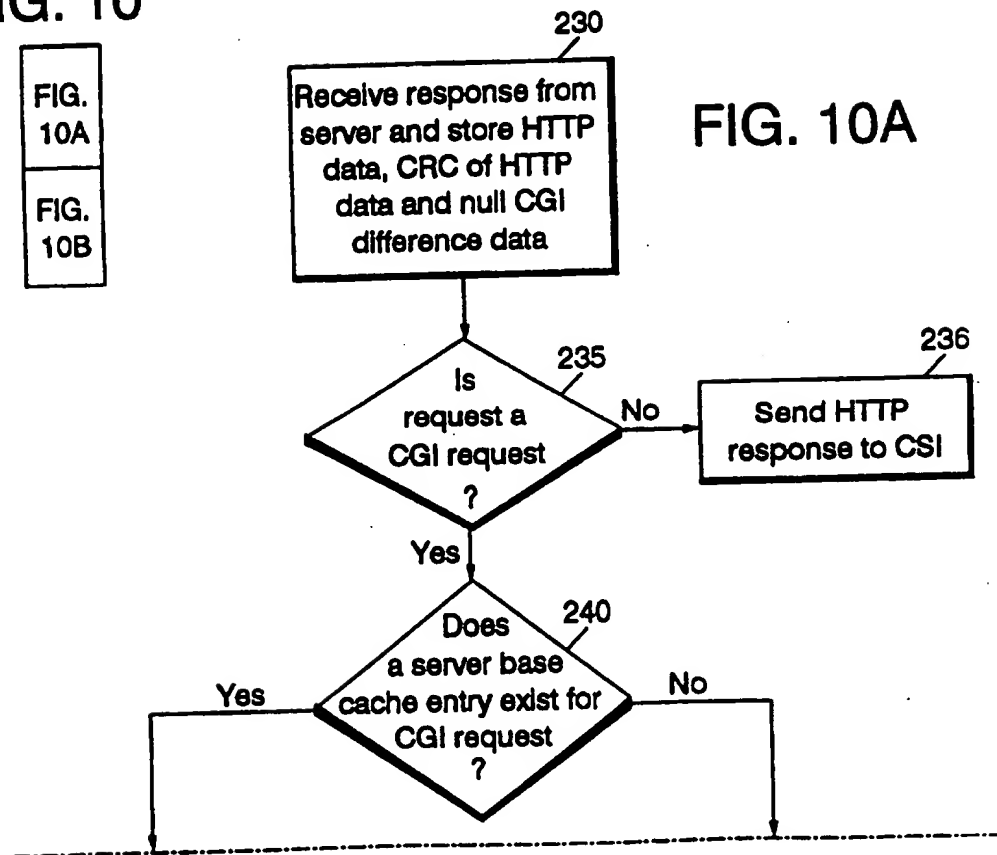 FIG. 10
FIG.
10A
FIG.
10B
230
Receive response from
server and store HTTP
data, CRC of HTTP
data and null CGI
difference data
FIG. 10A
235
Is
request a
CGI request
?
No
236
Send HTTP
response to CSI
Yes
240
Does
a server base
cache entry exist for
CGI request
?
Yes
No